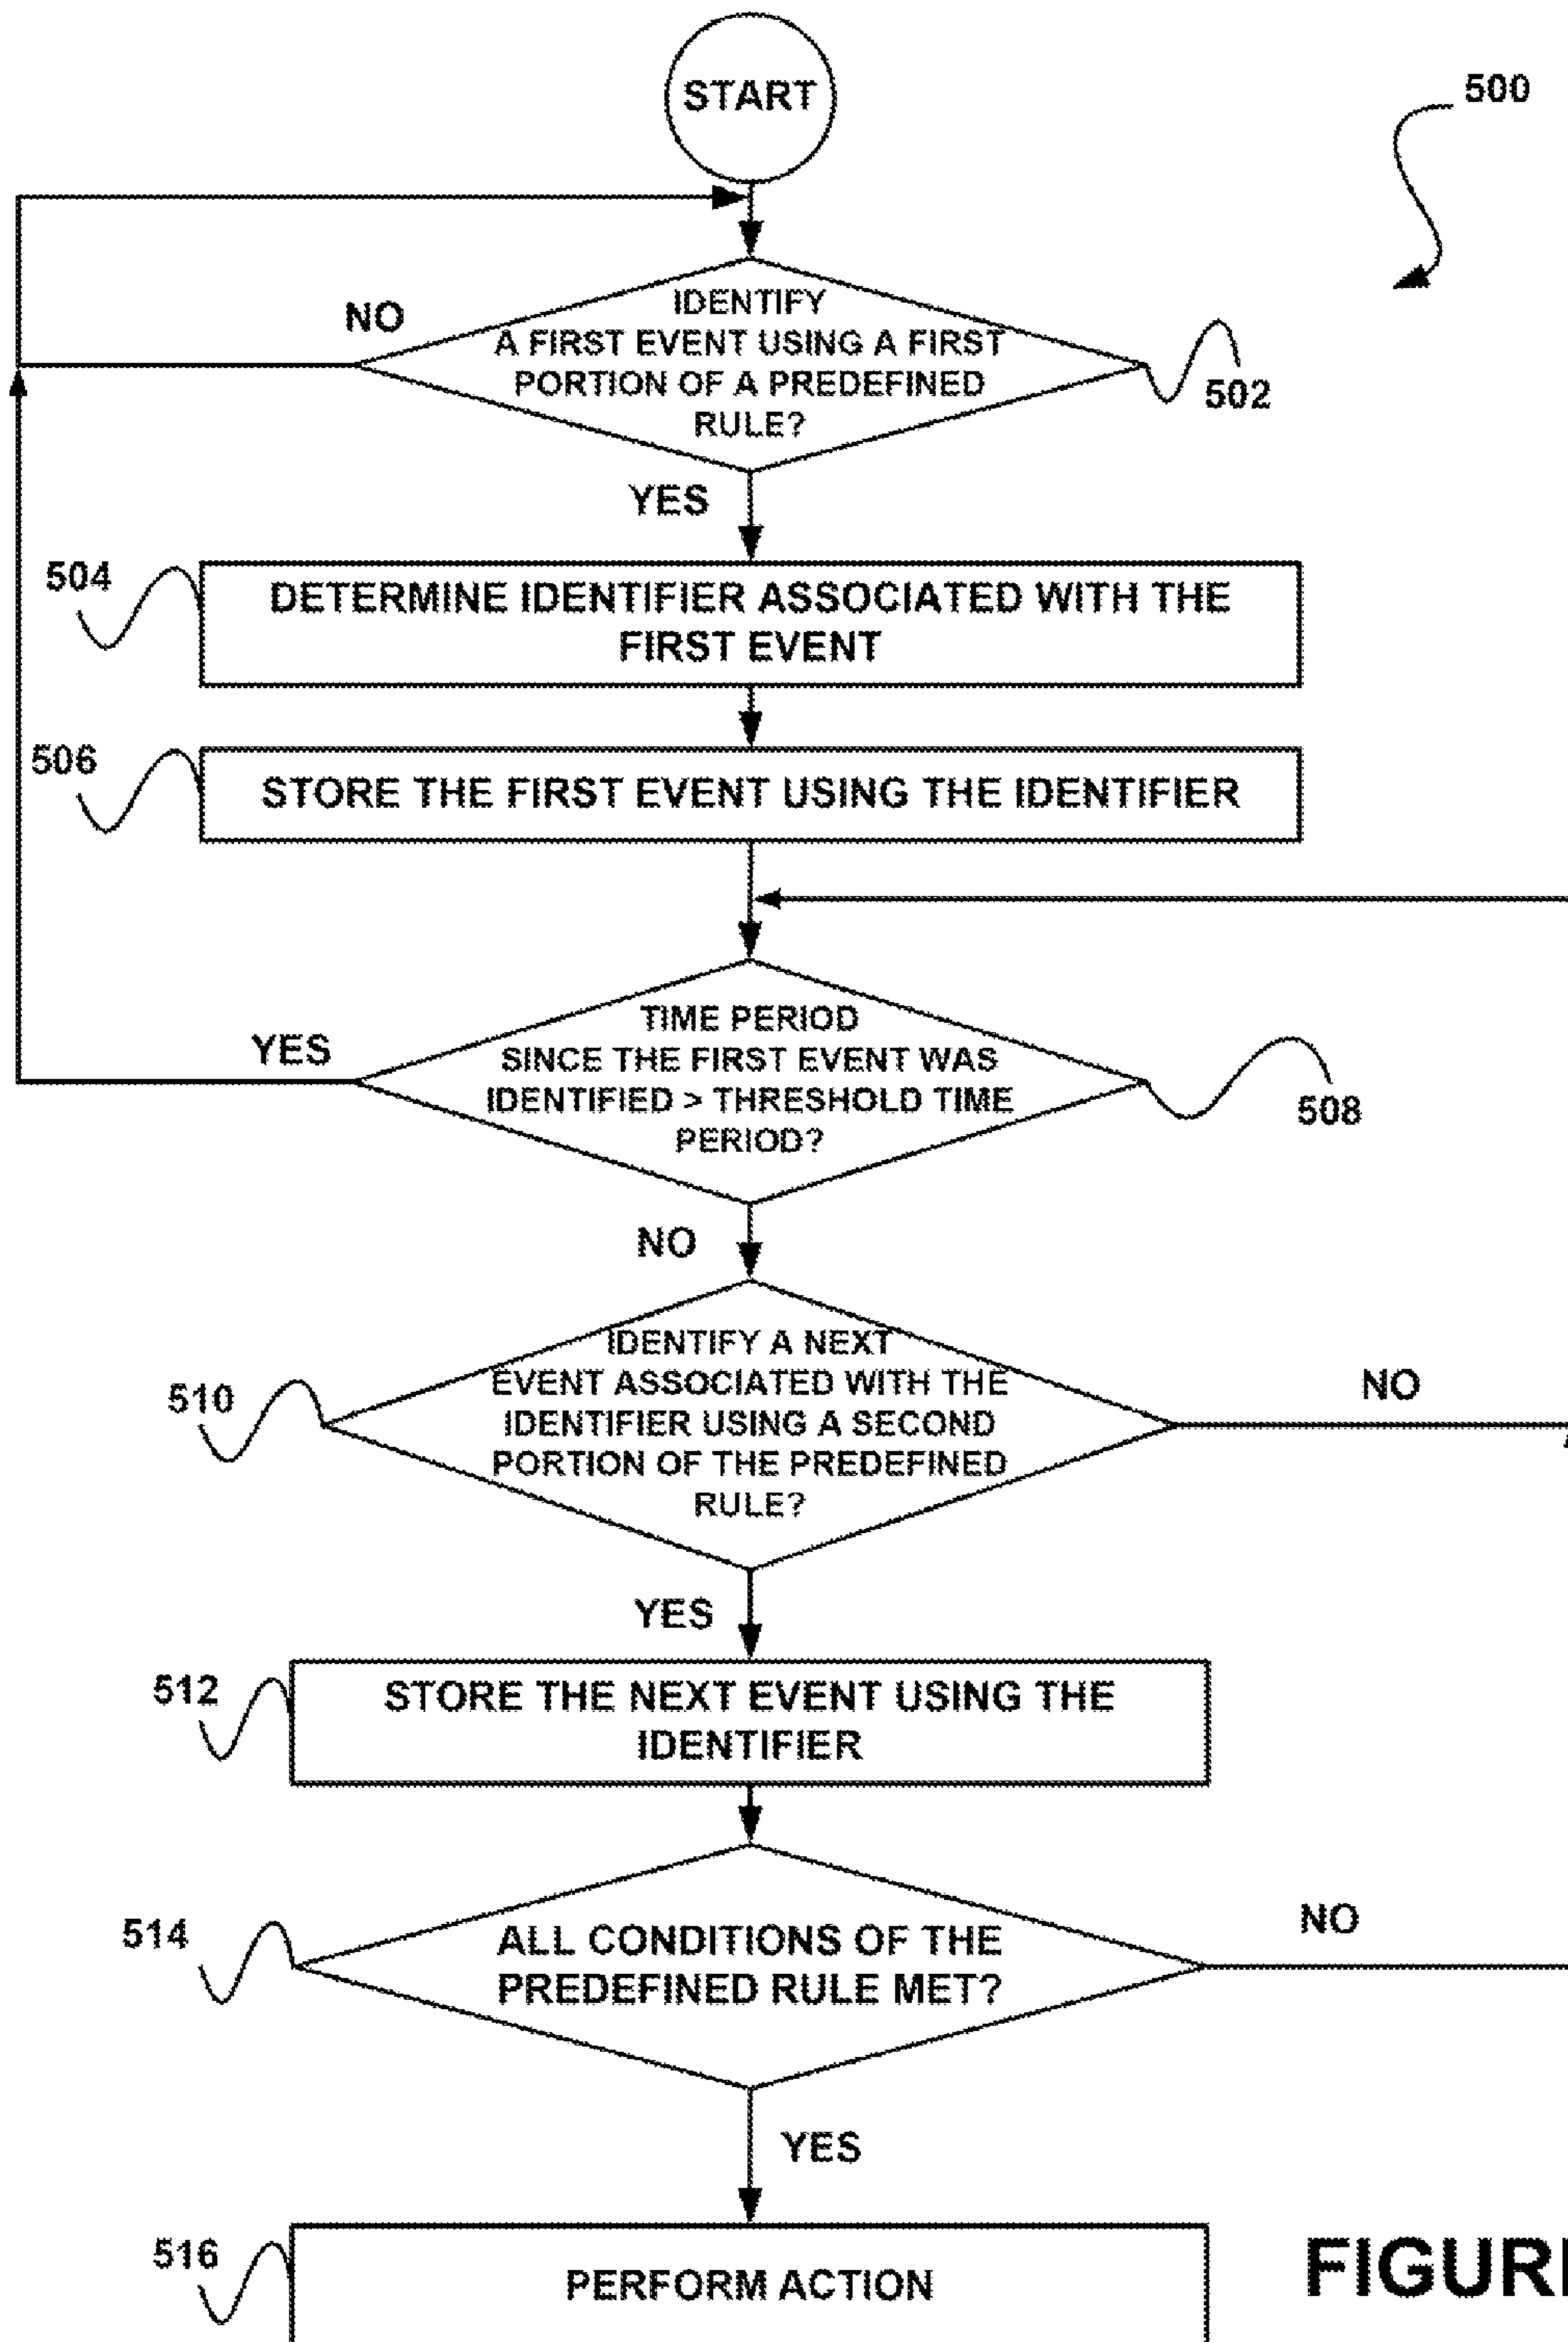 START
500
NO
IDENTIFY
A FIRST EVENT USING A FIRST
PORTION OF A PREDEFINED
RULE?
502
YES
504
DETERMINE IDENTIFIER ASSOCIATED WITH THE
FIRST EVENT
506
STORE THE FIRST EVENT USING THE IDENTIFIER
YES
TIME PERIOD
SINCE THE FIRST EVENT WAS
IDENTIFIED > THRESHOLD TIME
PERIOD?
508
NO
510
IDENTIFY A NEXT
EVENT ASSOCIATED WITH THE
IDENTIFIER USING A SECOND
PORTION OF THE PREDEFINED
RULE?
NO
YES
512
STORE THE NEXT EVENT USING THE
IDENTIFIER
514
ALL CONDITIONS OF THE
PREDEFINED RULE MET?
NO
YES
516
PERFORM ACTION
FIGUR